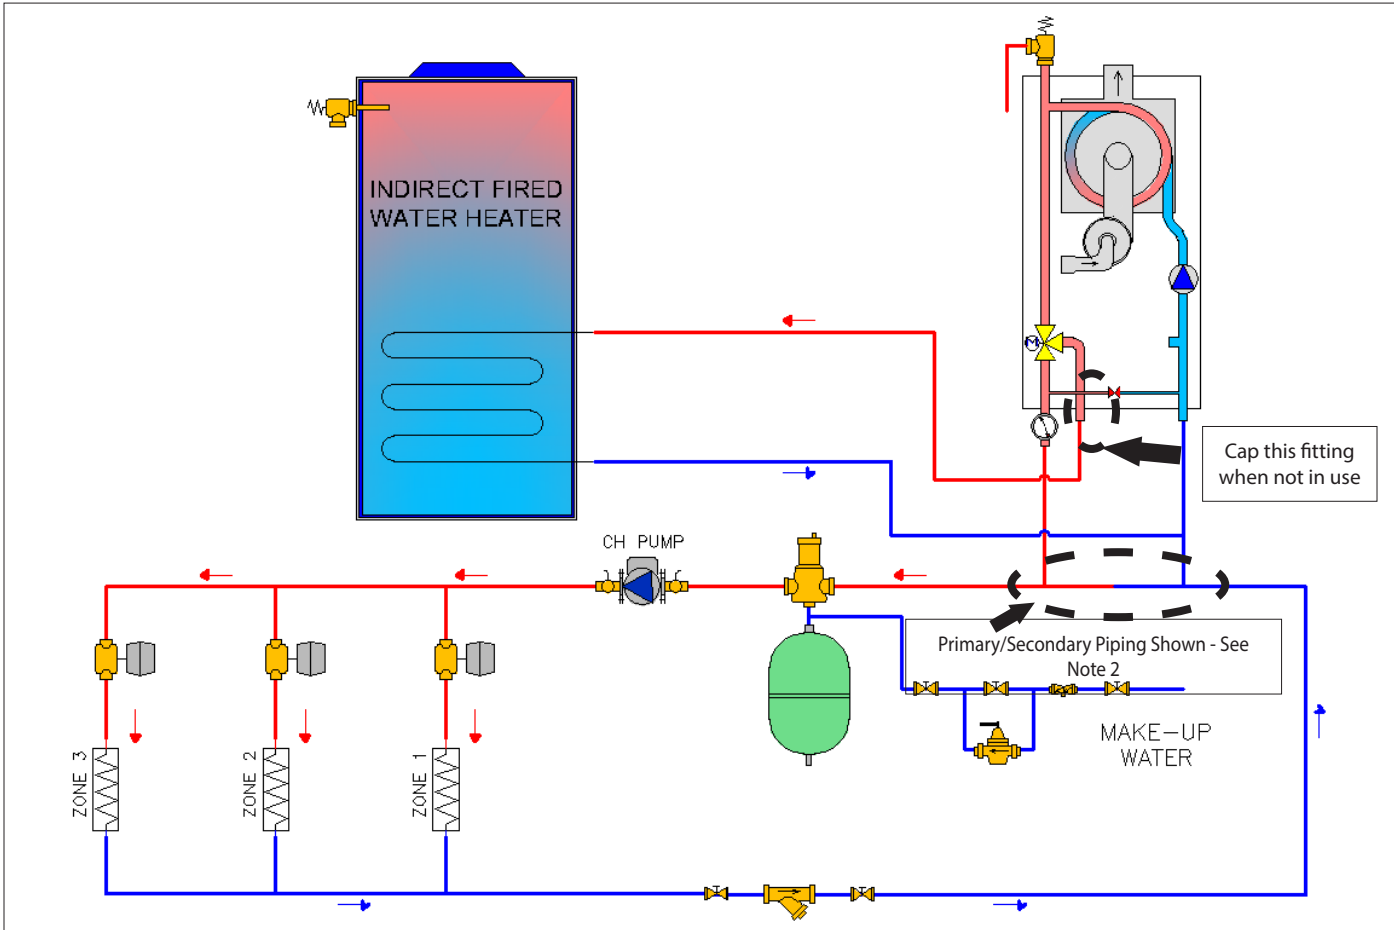 INDIRECT FIRED
WATER HEATER
M
Cap this fitting
when not in use
CH PUMP
Primary/Secondary Piping Shown - See
Note 2
MAKE-UP
WATER
ZONE 3
ZONE 2
ZONE 1